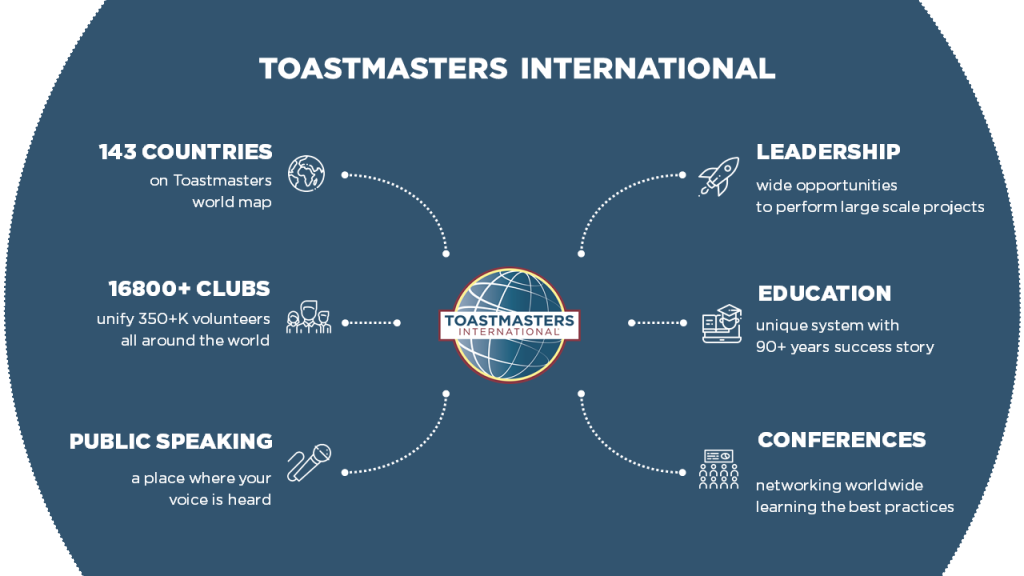 TOASTMASTERS INTERNATIONAL
143 COUNTRIES
on Toastmasters
world map
16800+ CLUBS
unify 350+K volunteers
all around the world
PUBLIC SPEAKING
a place where your
voice is heard
TOASTMASTERS
INTERNATIONAL
LEADERSHIP
wide opportunities
to perform large scale projects
EDUCATION
unique system with
90+ years success story
CONFERENCES
networking worldwide
learning the best practices